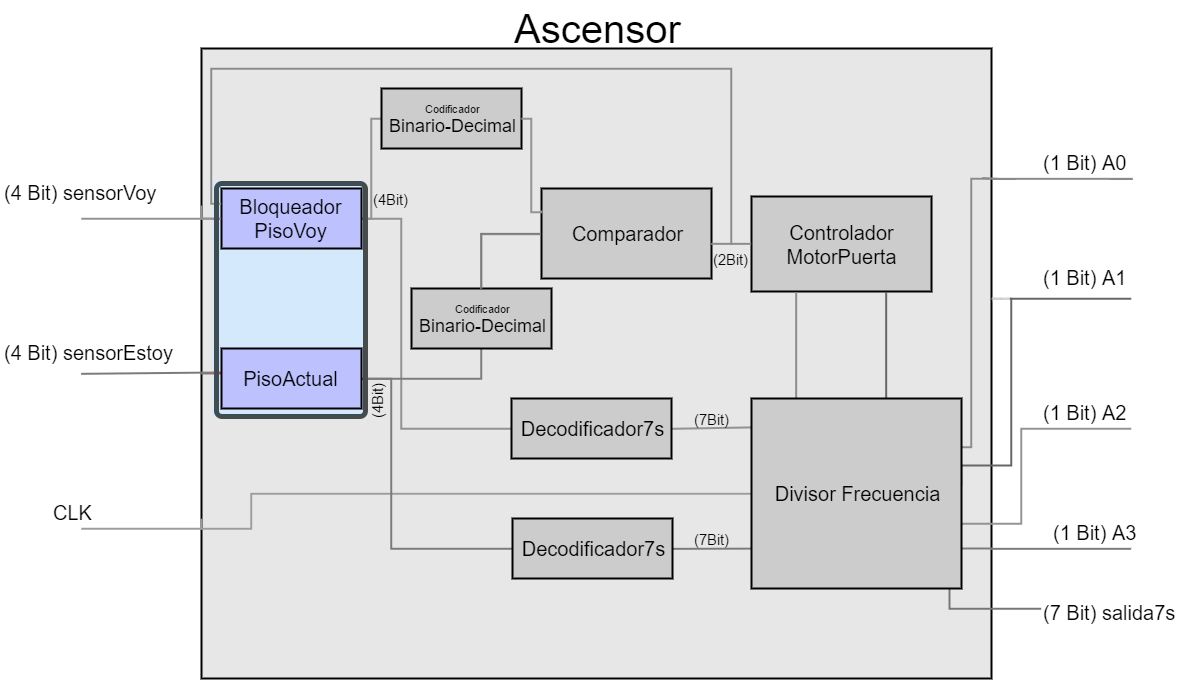 Ascensor
Codificador
Binario-Decimal
(1 Bit) A0
(4 Bit) sensorVoy
Bloqueador
PisoVoy
(4Bit)
Comparador
(2Bit)
Controlador
MotorPuerta
(1 Bit) A1
Codificador
Binario-Decimal
(4 Bit) sensorEstoy
PisoActual
(4Bit)
Decodificador7s
(7Bit)
(1 Bit) A2
Divisor Frecuencia
CLK
Decodificador7s
(7Bit)
(1 Bit) A3
(7 Bit) salida7s